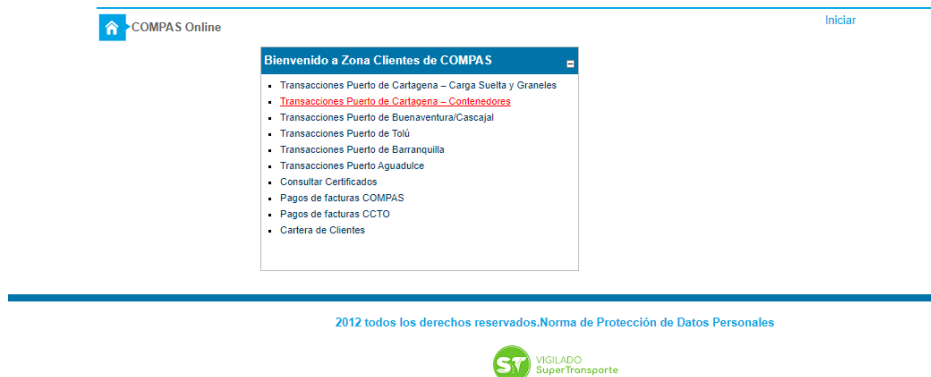 COMPAS Online
Iniciar
Bienvenido a Zona Clientes de COMPAS
Transacciones Puerto de Cartagena – Carga Suelta y Graneles
Transacciones Puerto de Cartagena – Contenedores
Transacciones Puerto de Buenaventura/Cascajal
Transacciones Puerto de Tolú
Transacciones Puerto de Barranquilla
Transacciones Puerto Aguadulce
Consultar Certificados
Pagos de facturas COMPAS
Pagos de facturas CCTO
Cartera de Clientes
2012 todos los derechos reservados.Norma de Protección de Datos Personales
ST
VIGILADO
SuperTransporte